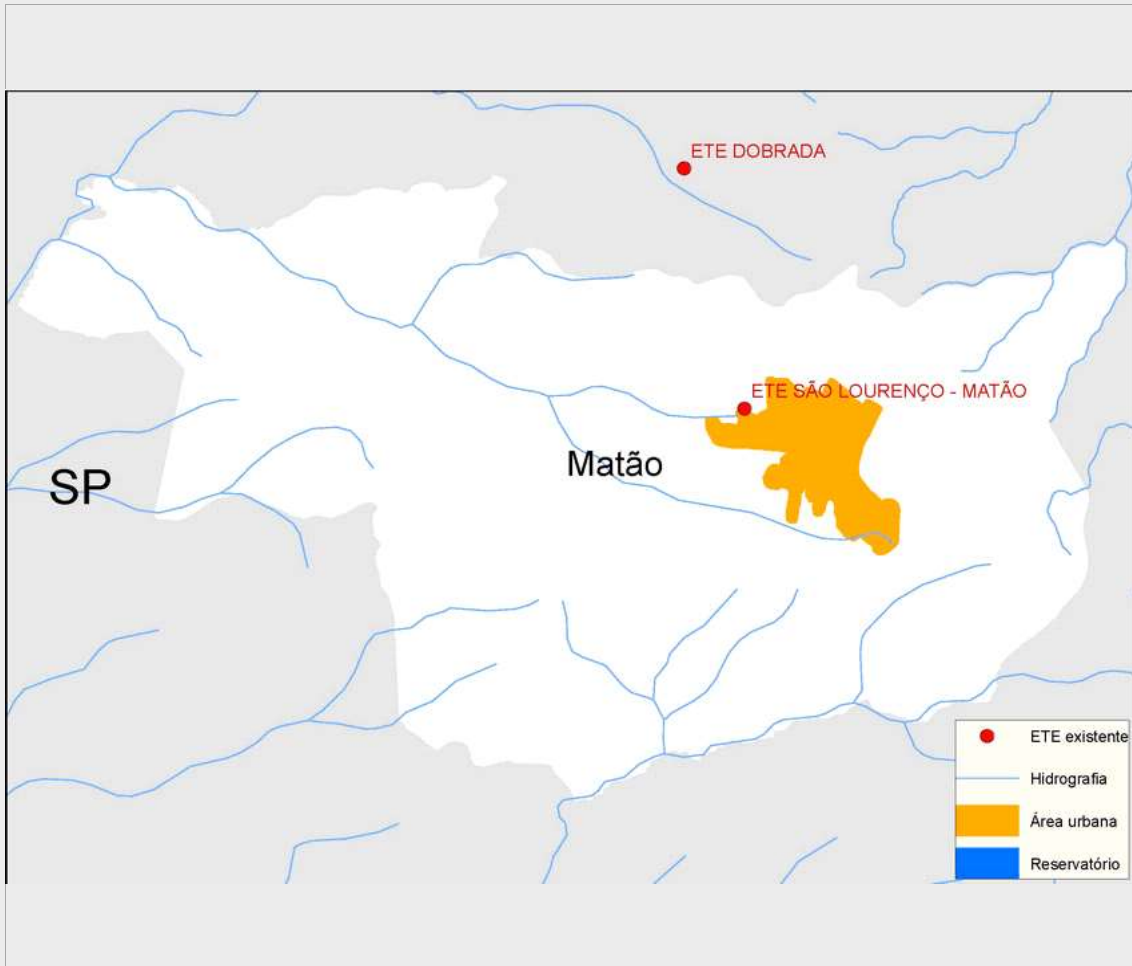 ETE DOBRADA
ETE SÃO LOURENÇO - MATÃO
Matão
SP
ETE existente
Hidrografia
Área urbana
Reservatório